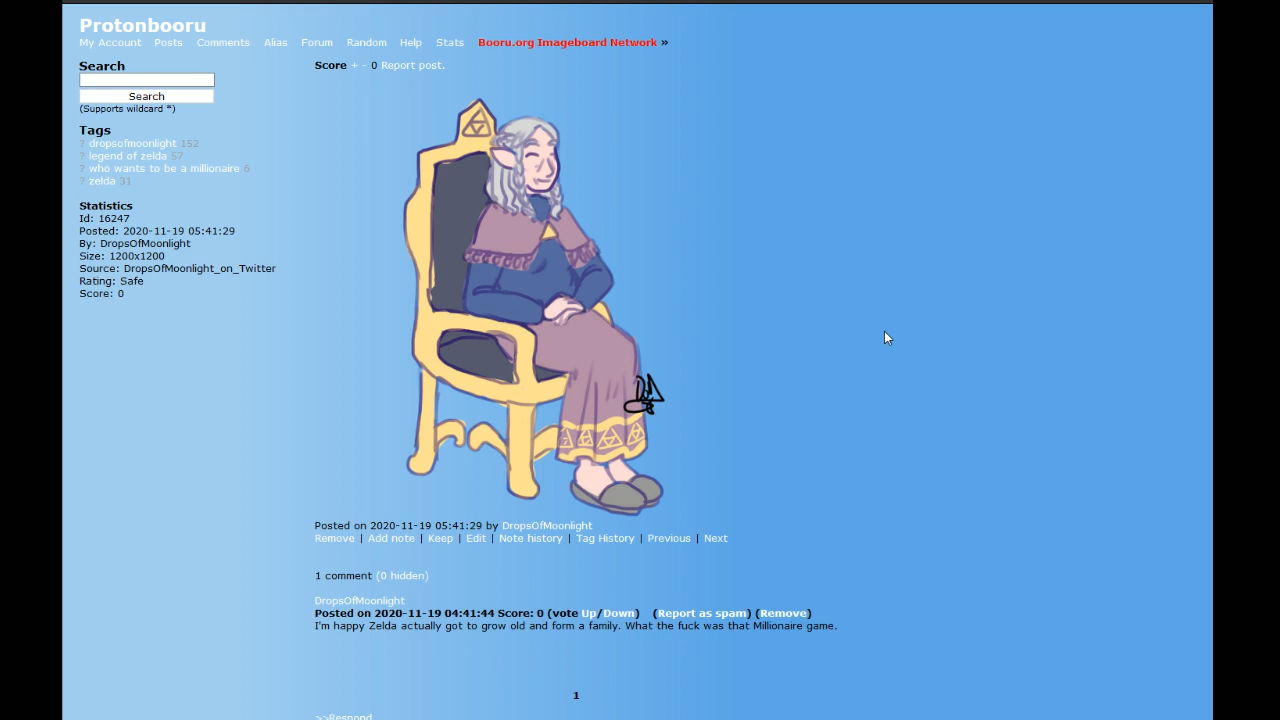 Protonbooru
My Account Posts Comments Alias Forum Random Help Stats Booru.org Imageboard Network »
Search
Search
(Supports wildcard *)
Tags
? dropsofmoonlight 152
? legend of zelda 57
? who wants to be a millionaire 6
? zelda 31
Statistics
Id: 16247
Posted: 2020-11-19 05:41:29
By: DropsOfMoonlight
Size: 1200x1200
Source: DropsOfMoonlight_on_Twitter
Rating: Safe
Score: 0
Score + - 0 Report post.
Posted on 2020-11-19 05:41:29 by DropsOfMoonlight
Remove | Add note | Keep | Edit | Note history | Tag History | Previous | Next
1 comment (0 hidden)
DropsOfMoonlight
Posted on 2020-11-19 04:41:44 Score: 0 (vote Up/Down) (Report as spam) (Remove)
I'm happy Zelda actually got to grow old and form a family. What the fuck was that Millionaire game.
1
>>Respond